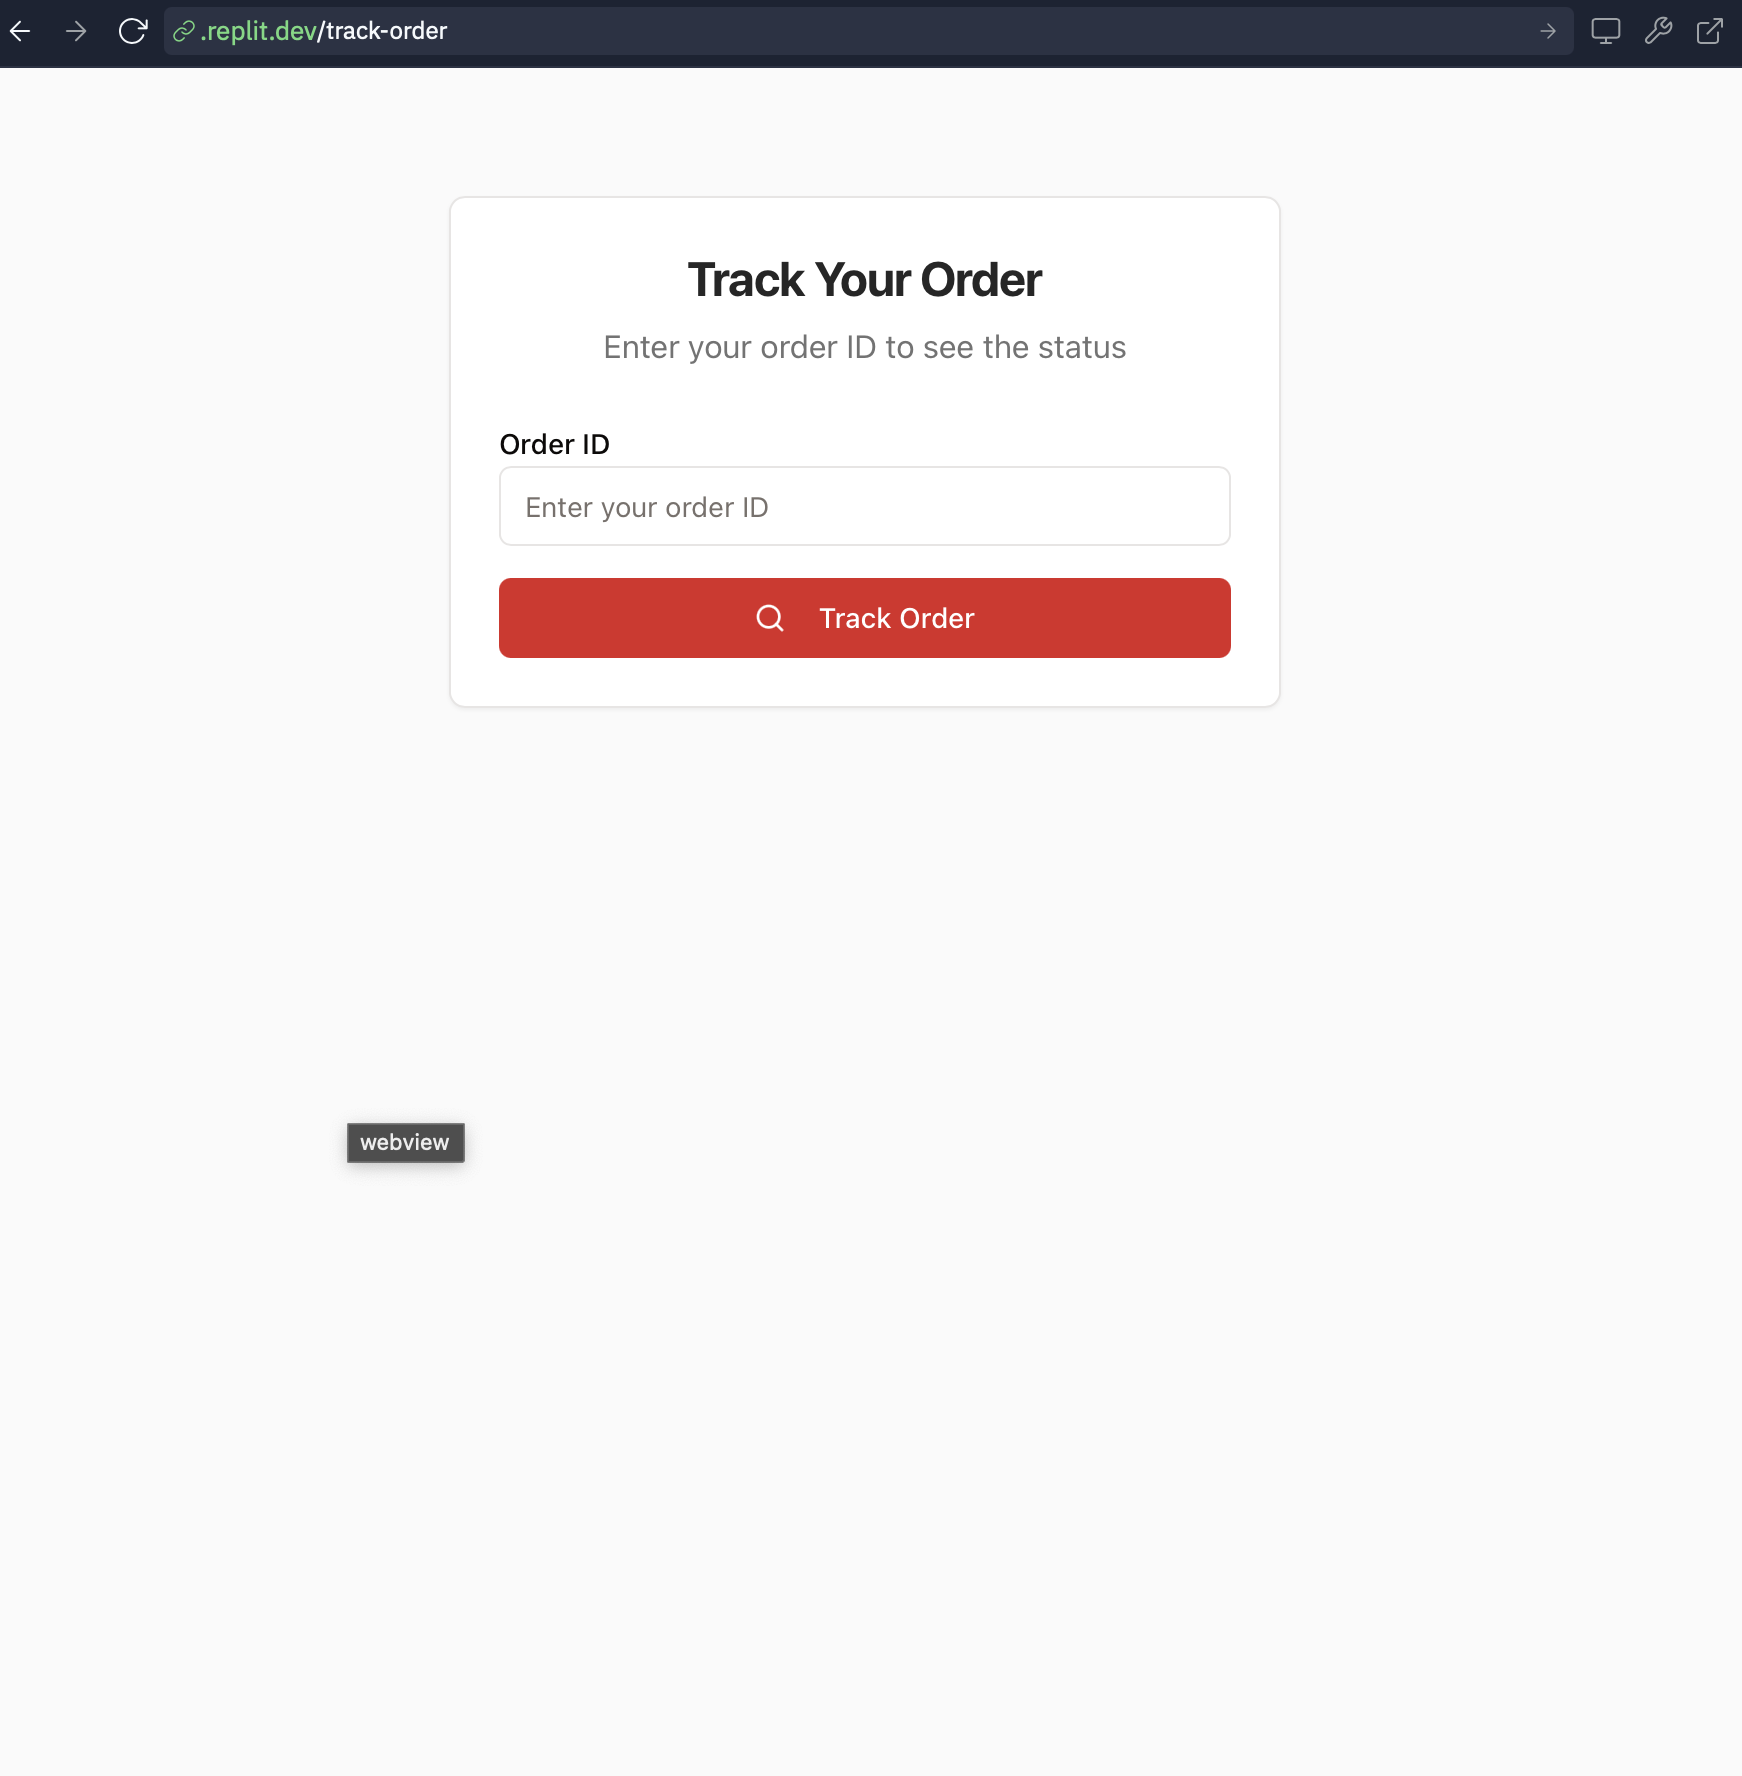 .replit.dev/track-order
Track Your Order
Enter your order ID to see the status
Order ID
Enter your order ID
Track Order
webview